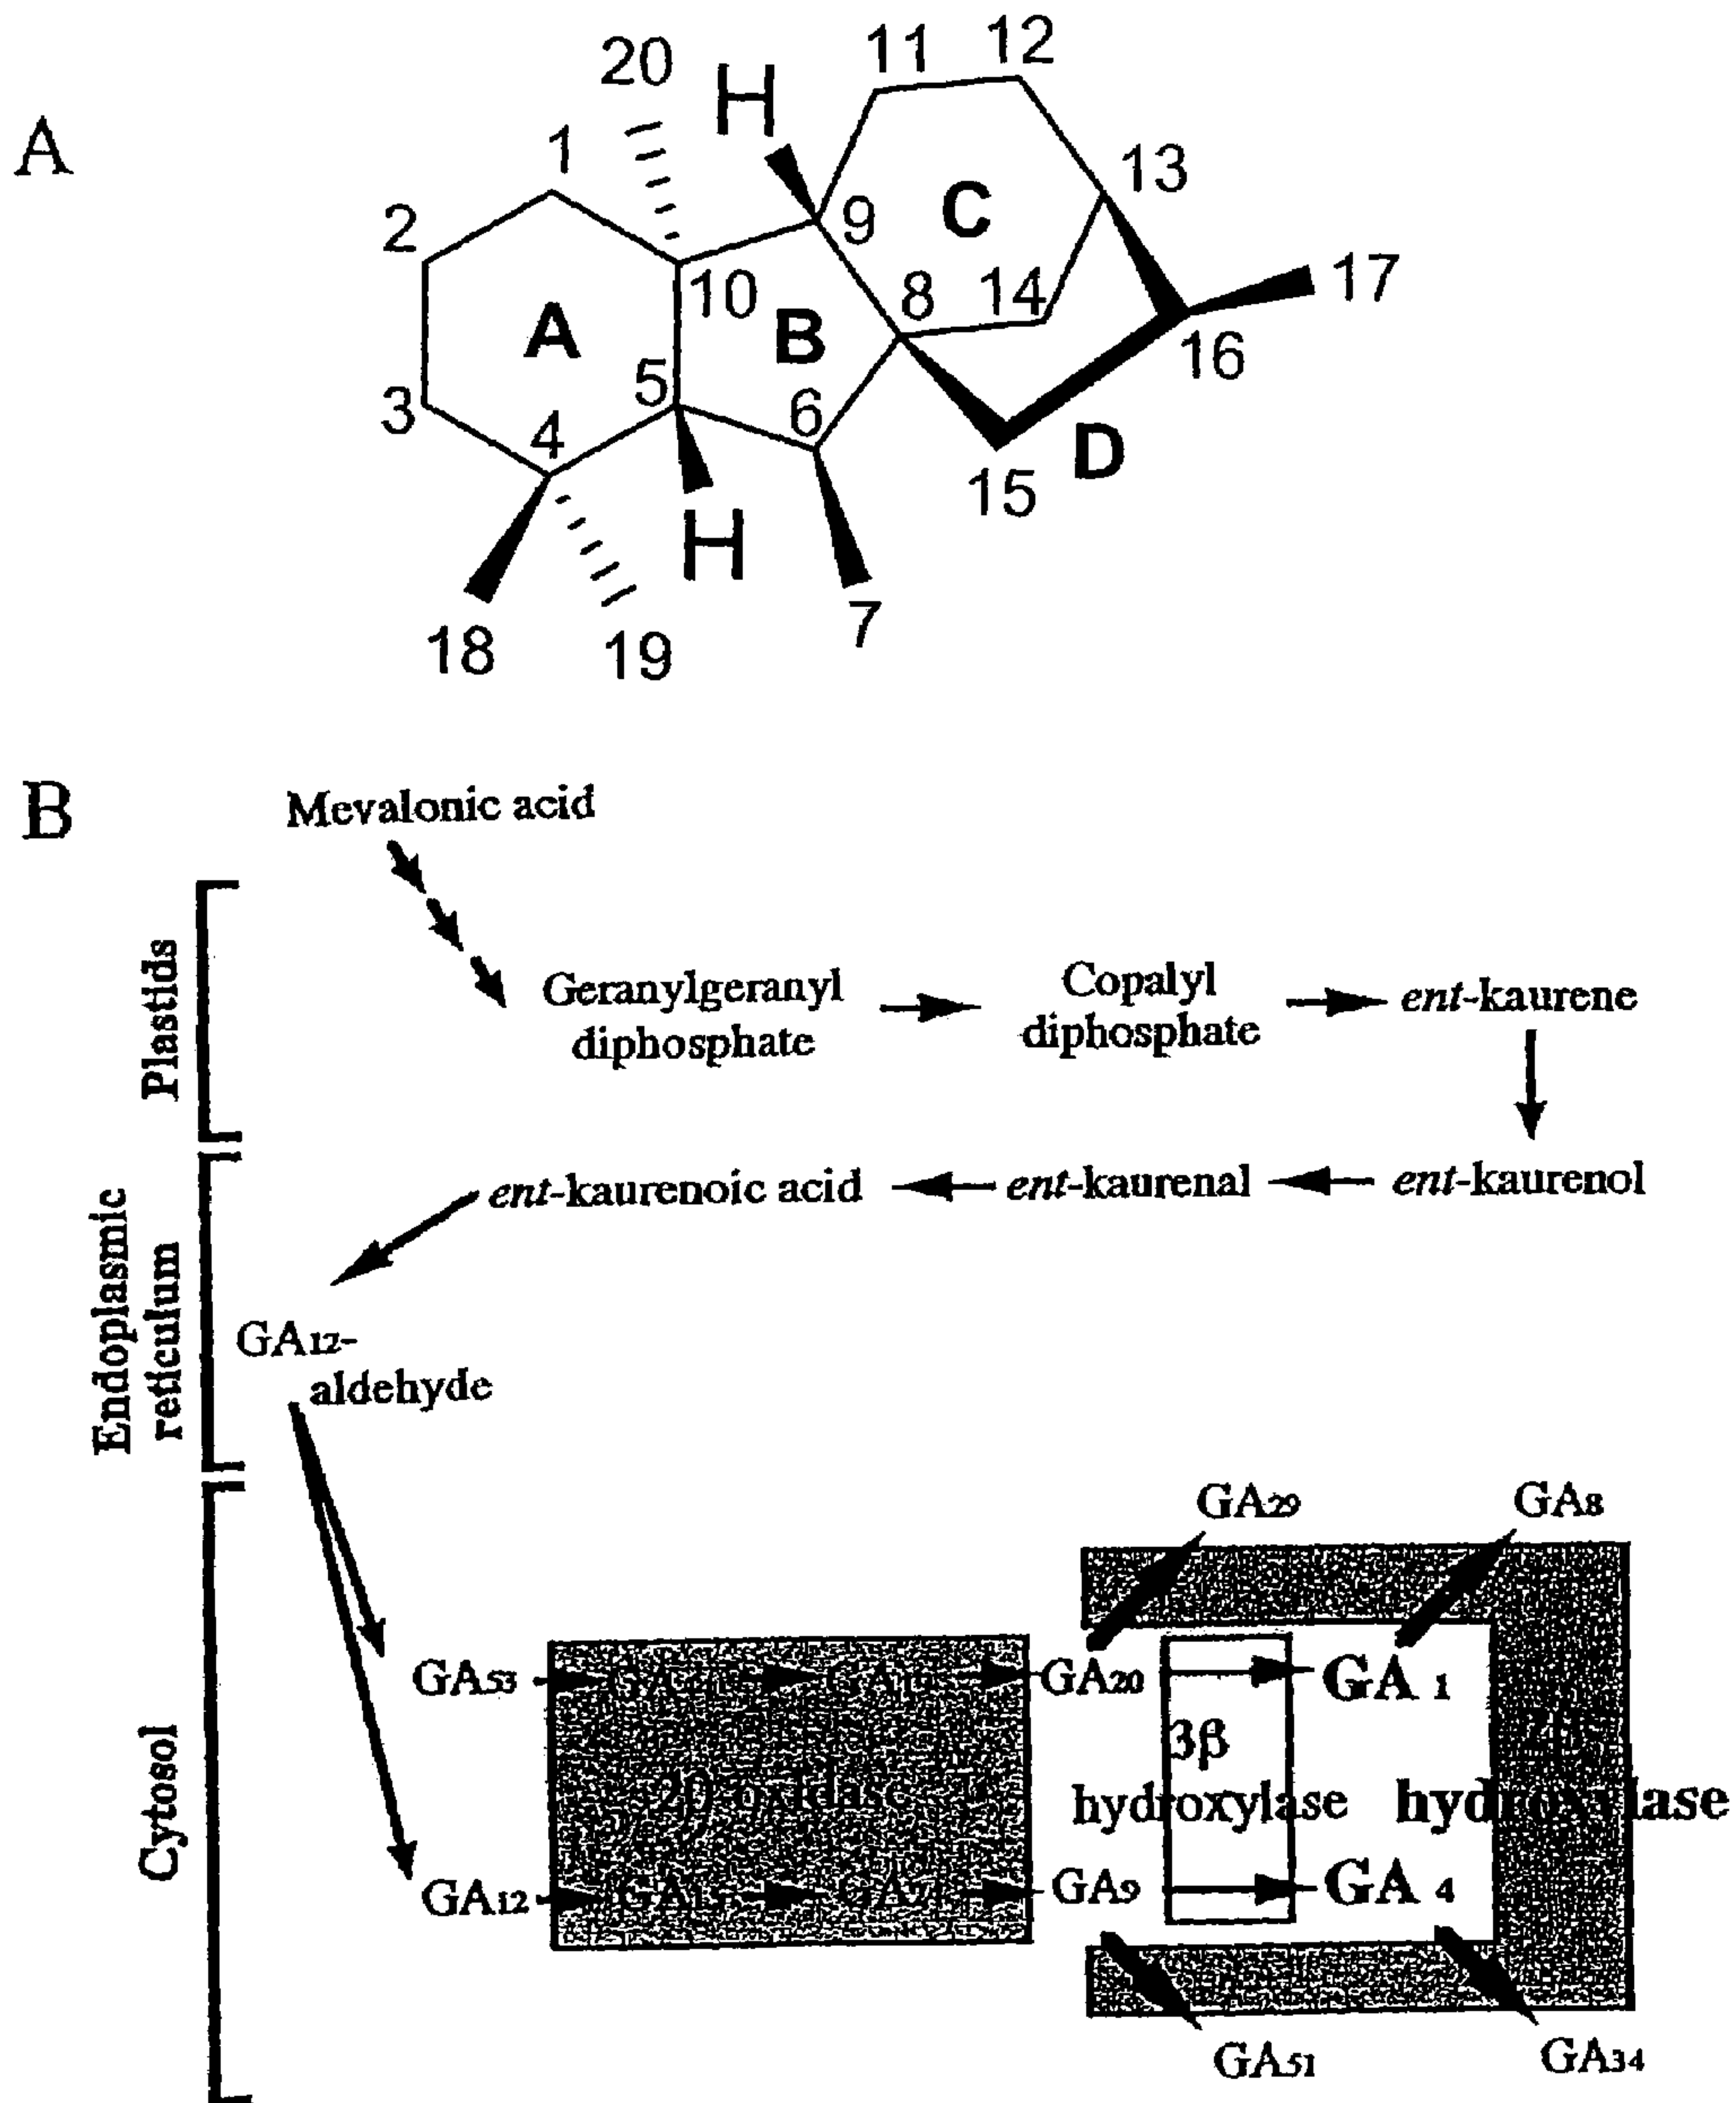 A
20
H
11
12
1
13
2
9
C
10
8
14
17
A
B
16
3
5
6
4
D
15
H
18
19
7
B
Mevalonic acid
Plastids
Geranylgeranyl
diphosphate
Copalyl
diphosphate
ent-kaurene
Endoplasmic
reticulum
ent-kaurenoic acid
ent-kaurenal
ent-kaurenol
GA12-
aldehyde
Cytosol
GA29
GA8
GA53
GA20
GA 1
3β
20-oxidase
hydroxylase
hydroxylase
GA12
GA9
GA 4
GA51
GA34